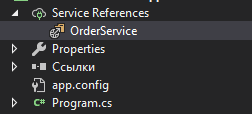 Service References
OrderService
Properties
Ссылки
app.config
C# Program.cs